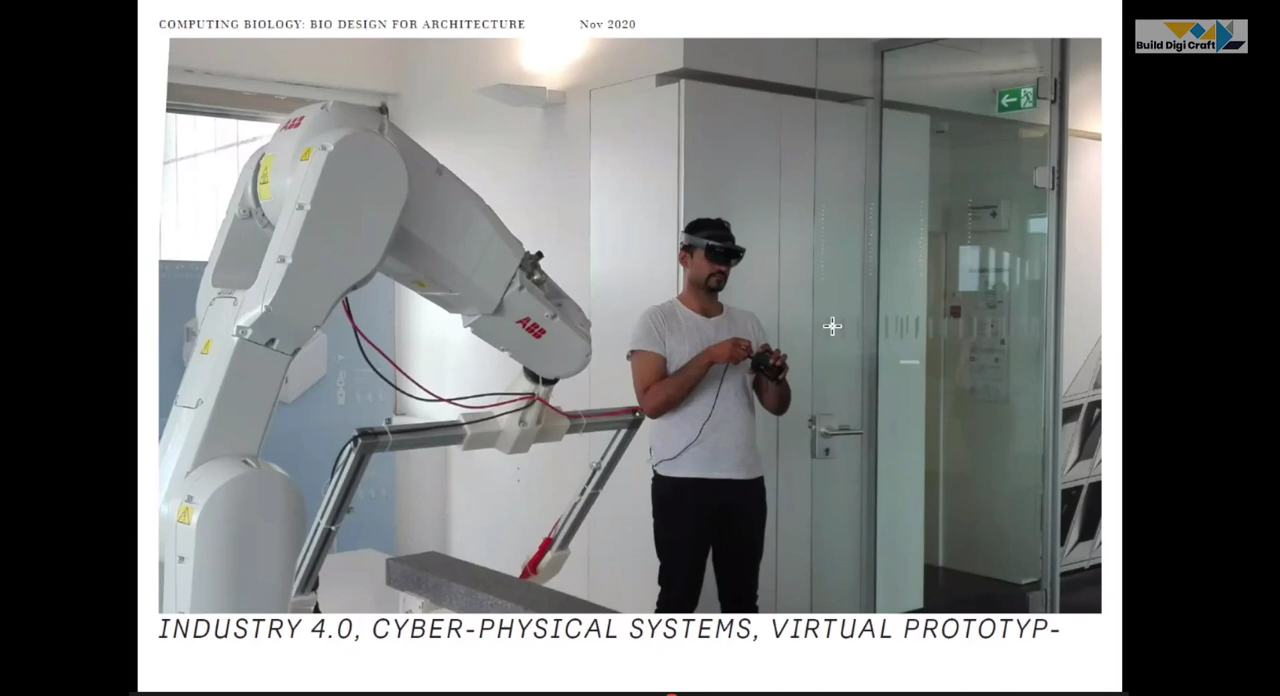 COMPUTING BIOLOGY: BIO DESIGN FOR ARCHITECTURE Nov 2020
Build Digi Craft
ABB
ABB
INDUSTRY 4.0, CYBER-PHYSICAL SYSTEMS, VIRTUAL PROTOTYP-